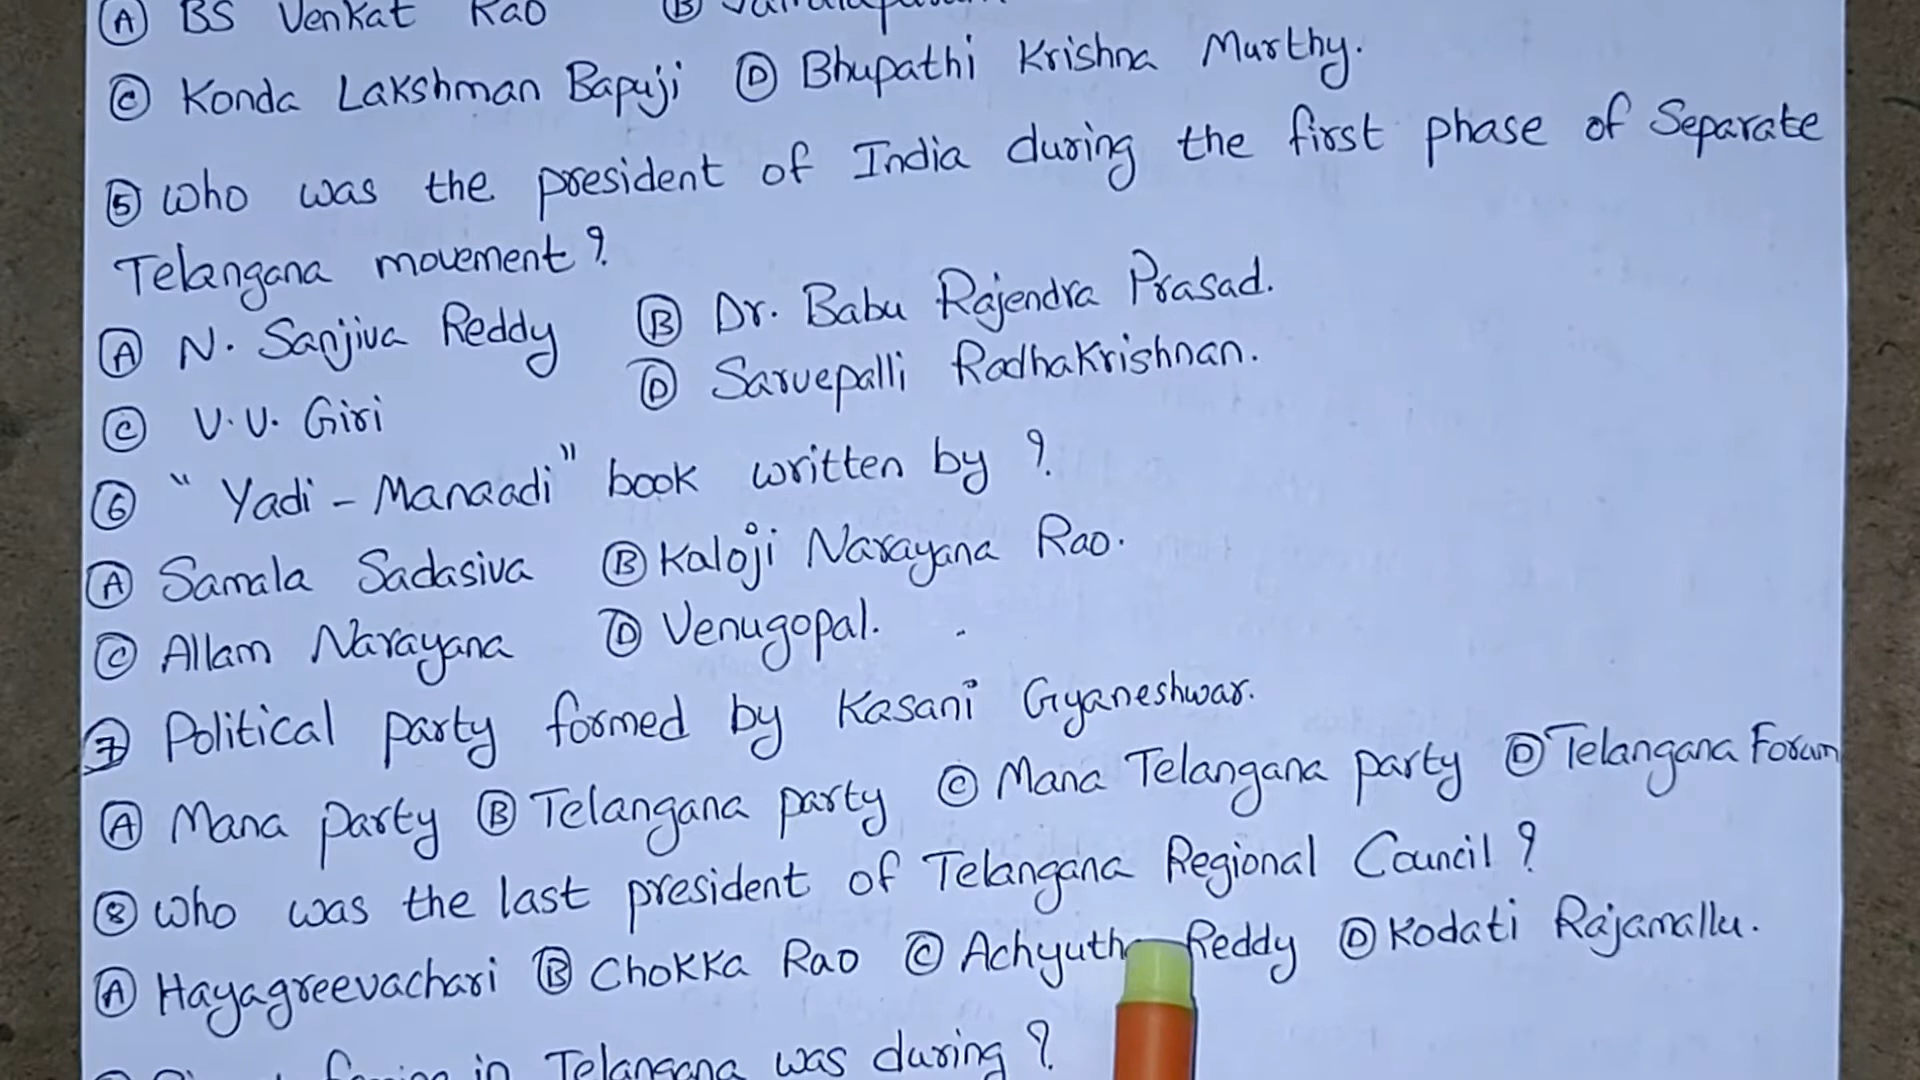 Ⓐ BS Venkat Rao Ⓑ
Ⓒ Konda Lakshman Bapuji Ⓓ Bhupathi Krishna Murthy.
⑤ Who was the president of India during the first phase of Separate
Telangana movement?
Ⓐ N. Sanjiva Reddy Ⓑ Dr. Babu Rajendra Prasad.
Ⓒ V.V. Giri Ⓓ Sarvepalli Radhakrishnan.
⑥ "Yadi - Manaadi" book written by ?
Ⓐ Samala Sadasiva Ⓑ Kaloji Narayana Rao.
Ⓒ Allam Narayana Ⓓ Venugopal.
⑦ Political party formed by Kasani Gyaneshwar.
Ⓐ Mana party Ⓑ Telangana party Ⓒ Mana Telangana party Ⓓ Telangana Forum
⑧ Who was the last president of Telangana Regional Council ?
Ⓐ Hayagreevachari Ⓑ Chokka Rao Ⓒ Achyutha Reddy Ⓓ Kodati Rajamallu.
in Telangana was during ?